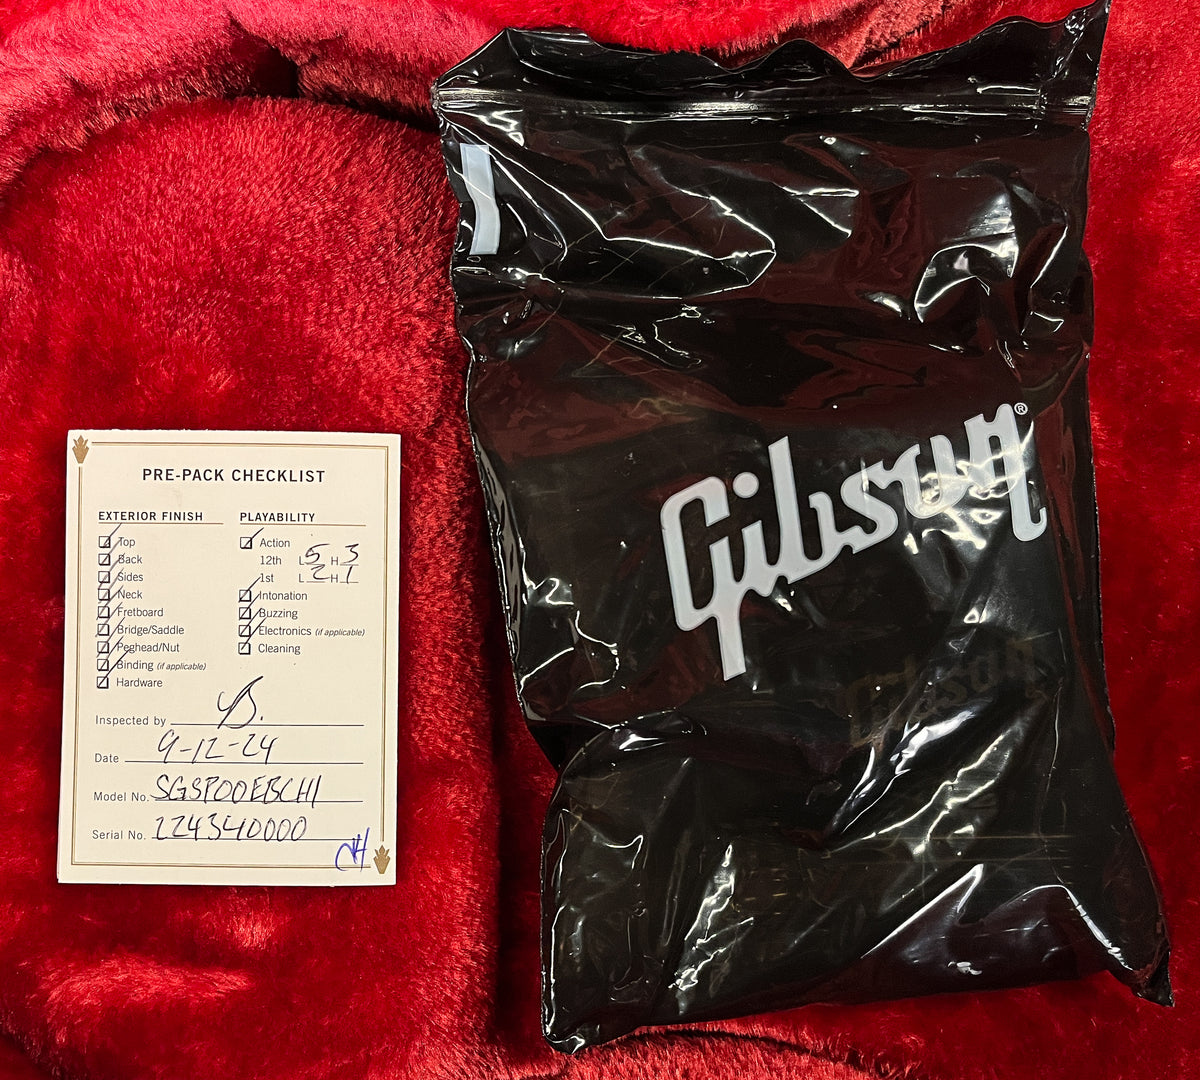 PRE-PACK CHECKLIST
EXTERIOR FINISH
Top
Back
Sides
Neck
Fretboard
Bridge/Saddle
Peghead/Nut
Binding (if applicable)
Hardware
PLAYABILITY
Action
12th L 5 H 3
1st L 2 H 1
Intonation
Buzzing
Electronics (if applicable)
Cleaning
Inspected by
Date 9-12-24
Model No. SGSP00EBCH1
Serial No. 224340000
Gibson®
Gibson